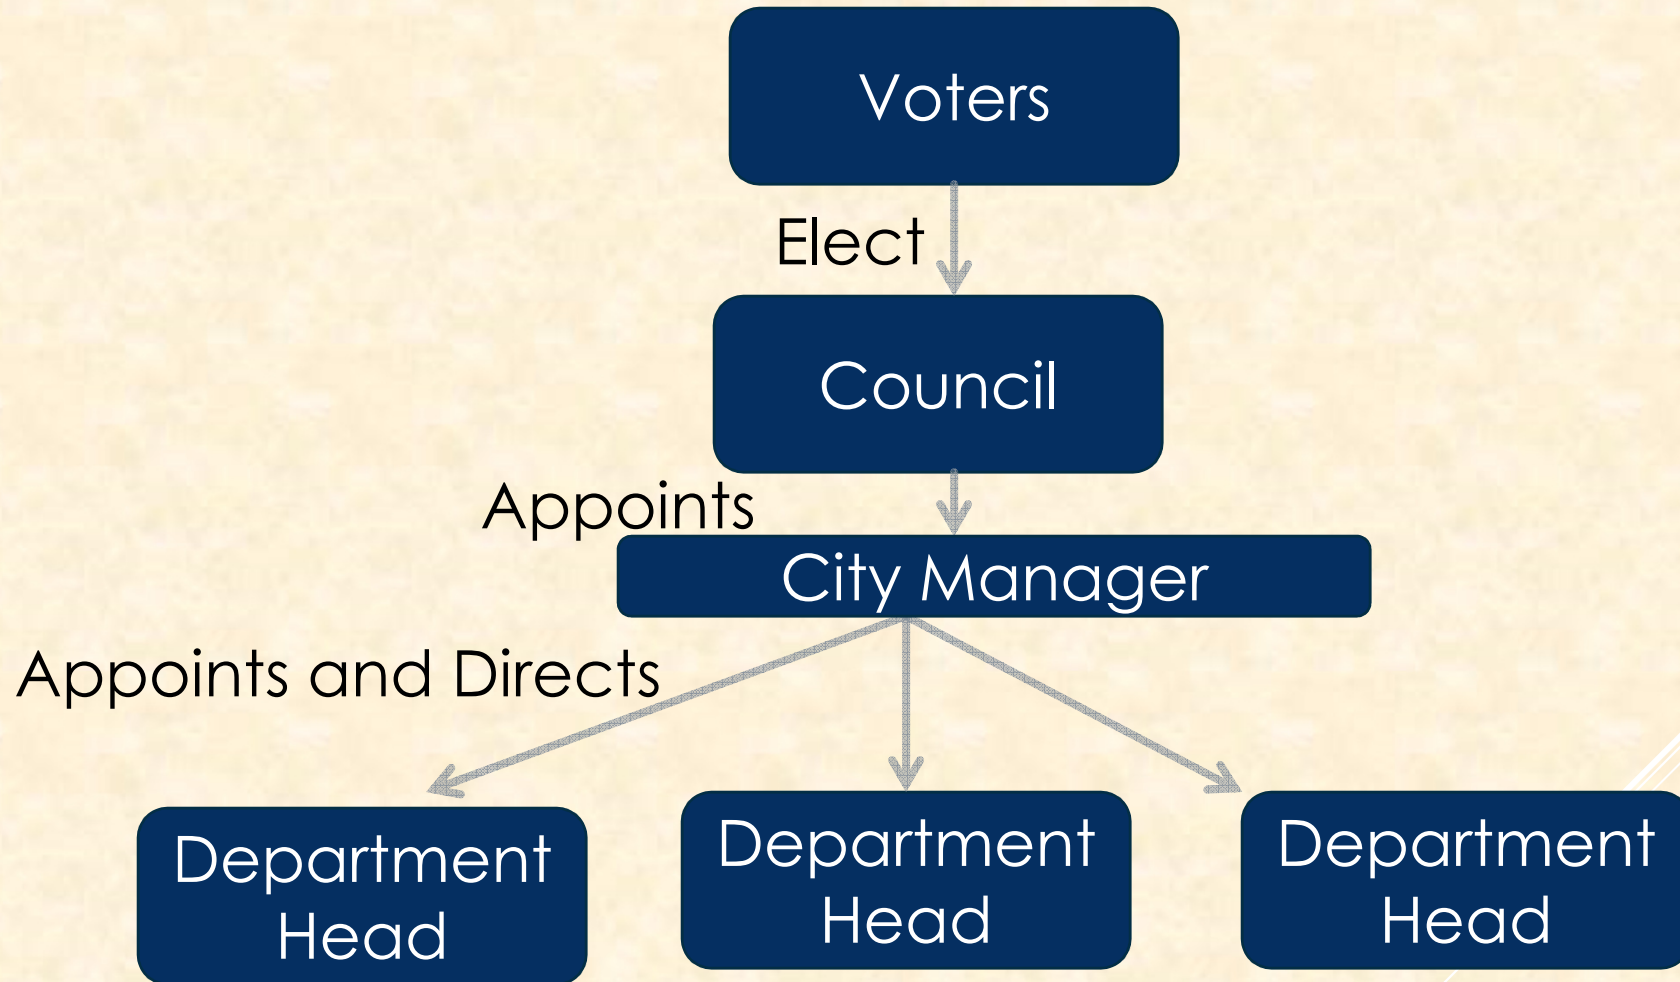 Voters
Elect
Council
Appoints
City Manager
Appoints and Directs
Department
Head
Department
Head
Department
Head